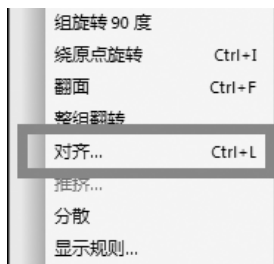 组旋转 90 度
绕原点旋转 Ctrl+I
翻面 Ctrl+F
整组翻转
对齐... Ctrl+L
推挤...
分散
显示规则...